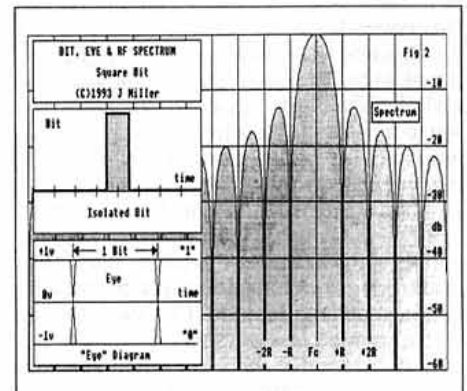 BIT, EYE & RF SPECTRUM
Square Bit
(C)1993 J Miller
Fig 2
-10
Spectrum
Bit
time
Isolated Bit
-20
-30
db
-40
-50
-60
+1v 1 Bit "1"
Eye
0v time
-1v "0"
"Eye" Diagram
-2R -R Fc +R +2R